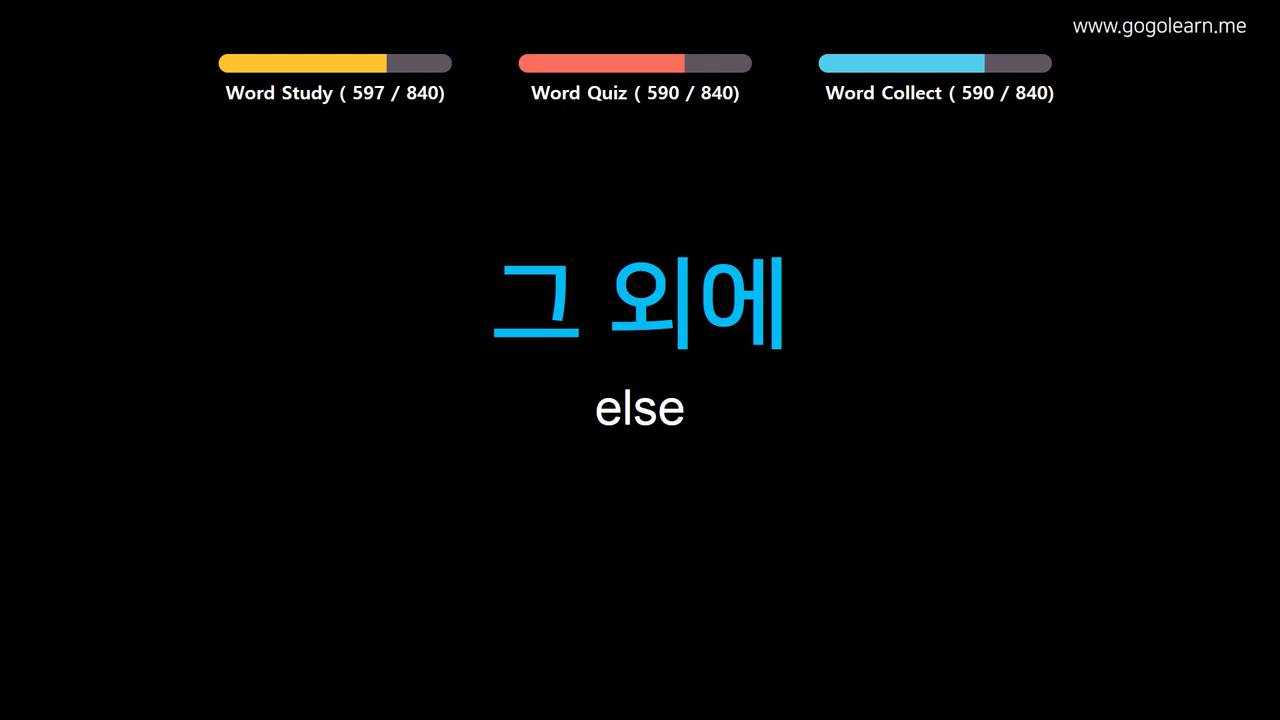 www.gogolearn.me
Word Study ( 597 / 840)
Word Quiz ( 590 / 840)
Word Collect ( 590 / 840)
그 외에
else